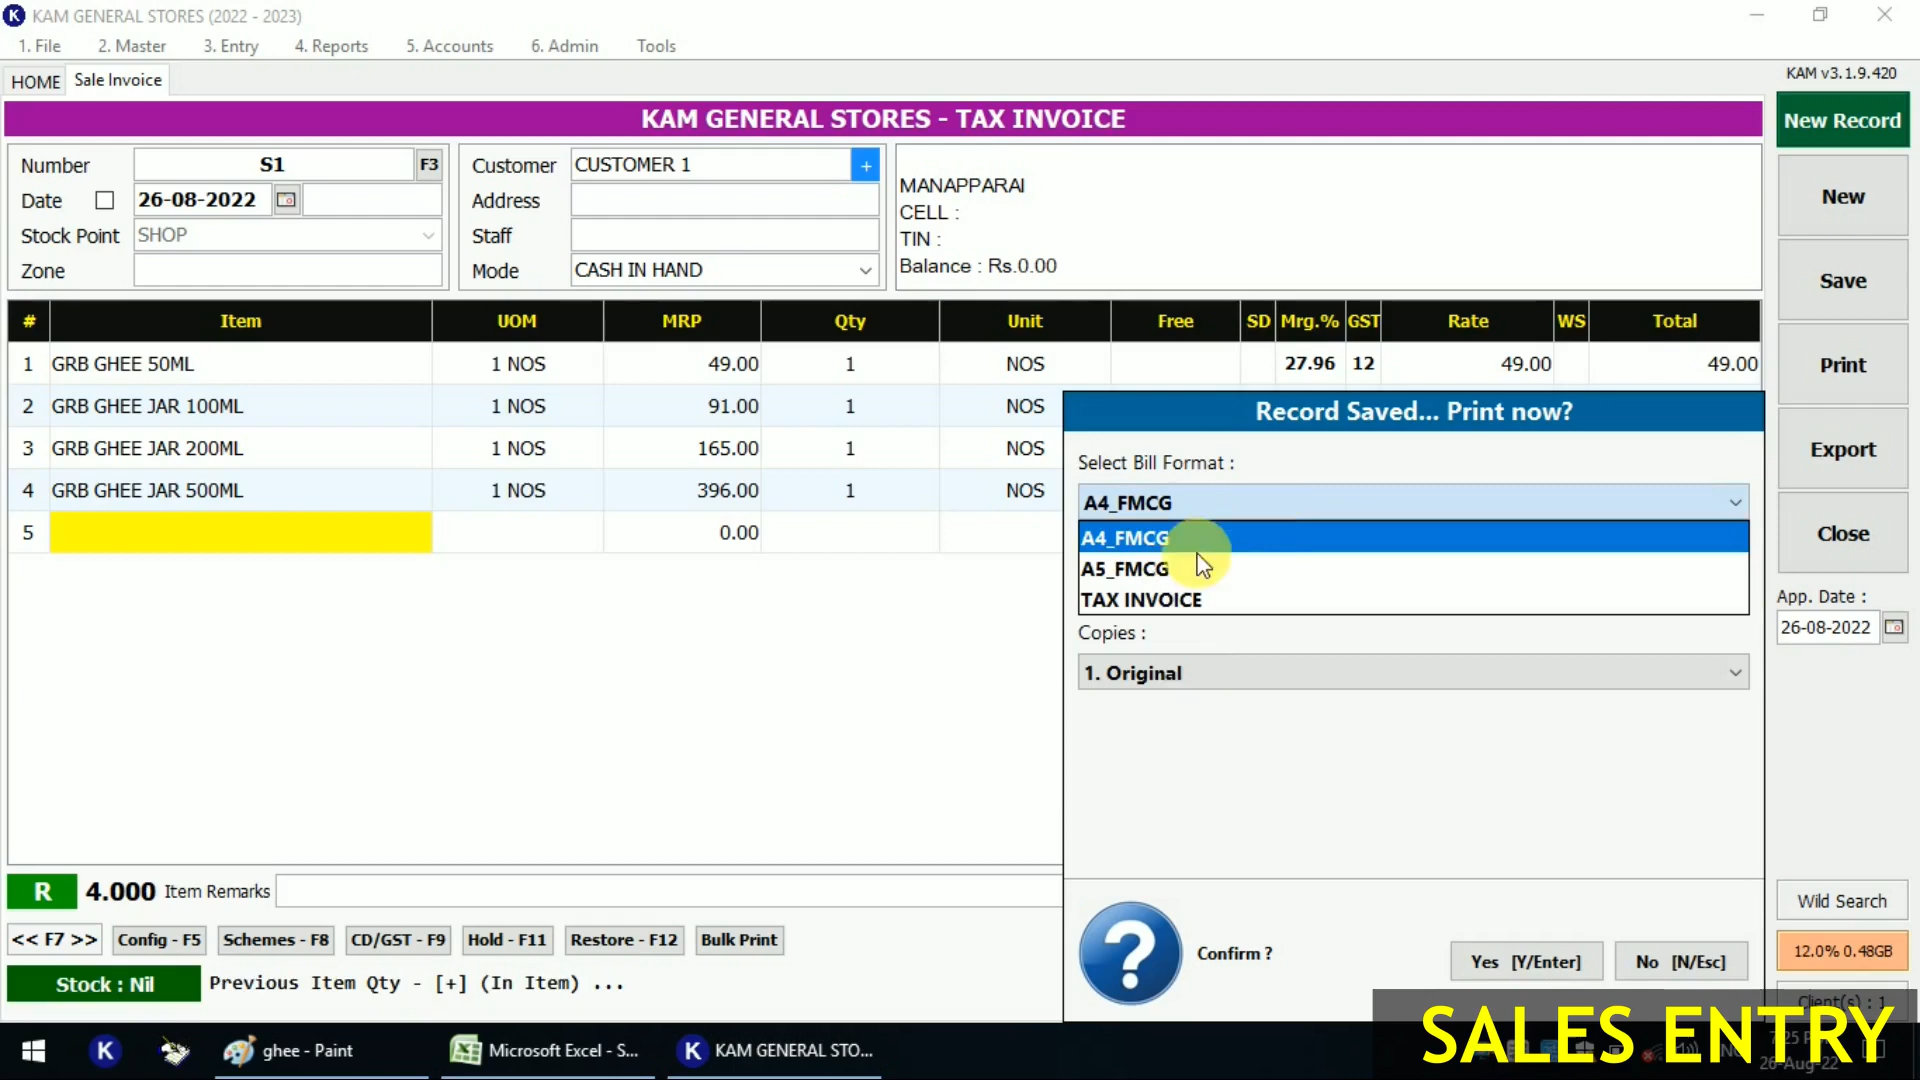 K KAM GENERAL STORES (2022 - 2023)
1. File 2. Master 3. Entry 4. Reports 5. Accounts 6. Admin Tools
HOME Sale Invoice
KAM v3.1.9.420
KAM GENERAL STORES - TAX INVOICE
New Record
Number S1 F3
Date 26-08-2022
Stock Point SHOP
Zone
Customer CUSTOMER 1 +
Address
Staff
Mode CASH IN HAND
MANAPPARAI
CELL :
TIN :
Balance : Rs.0.00
New
Save
Print
Export
Close
App. Date :
26-08-2022
# Item UOM MRP Qty Unit Free SD Mrg.% GST Rate WS Total
1 GRB GHEE 50ML 1 NOS 49.00 1 NOS 27.96 12 49.00 49.00
2 GRB GHEE JAR 100ML 1 NOS 91.00 1 NOS
3 GRB GHEE JAR 200ML 1 NOS 165.00 1 NOS
4 GRB GHEE JAR 500ML 1 NOS 396.00 1 NOS
5 0.00
Record Saved... Print now?
Select Bill Format :
A4_FMCG
A4_FMCG
A5_FMCG
TAX INVOICE
Copies :
1. Original
? Confirm ?
Yes [Y/Enter] No [N/Esc]
R 4.000 Item Remarks
<< F7 >> Config - F5 Schemes - F8 CD/GST - F9 Hold - F11 Restore - F12 Bulk Print
Stock : Nil Previous Item Qty - [+] (In Item) ...
Wild Search
12.0% 0.48GB
Client(s) : 1
K ghee - Paint Microsoft Excel - S... K KAM GENERAL STO...
SALES ENTRY
26-Aug-22